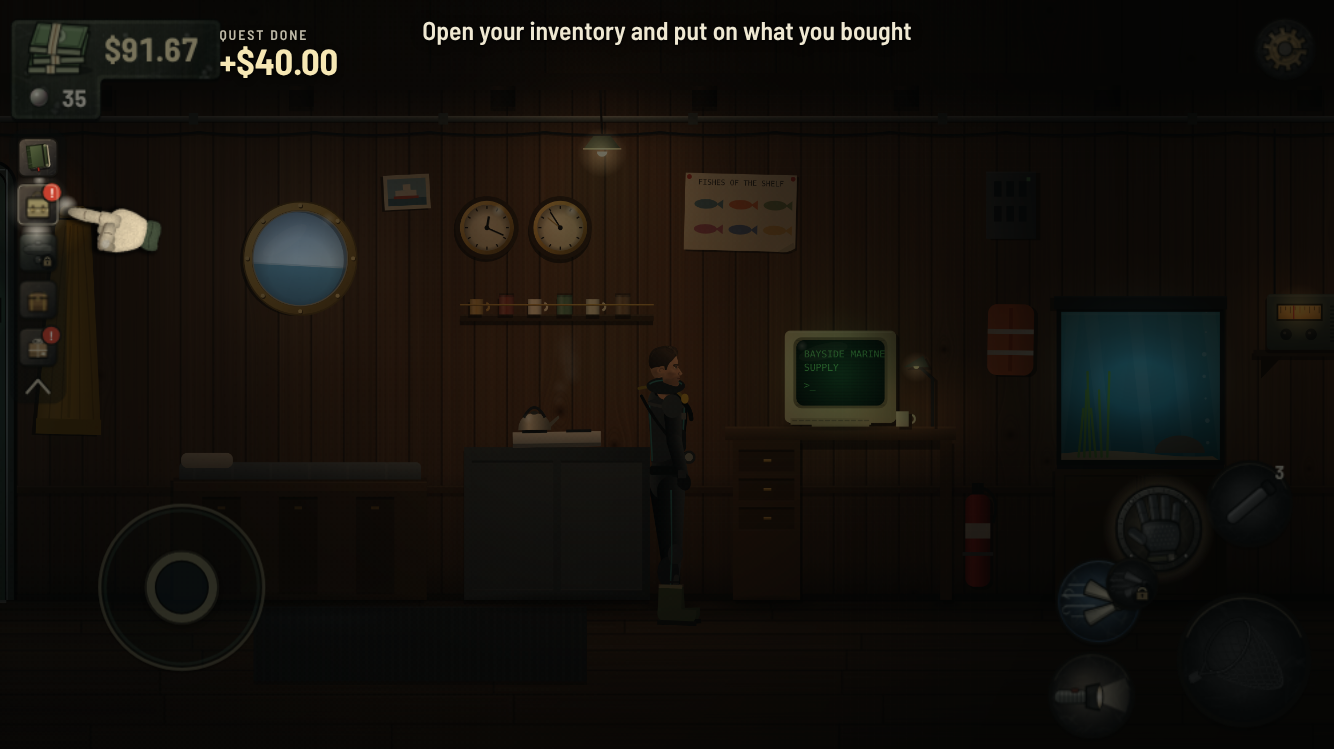 $91.67
QUEST DONE
+$40.00
Open your inventory and put on what you bought
35
FISHES OF THE SHELF
BAYSIDE MARINE
SUPPLY
>_
3